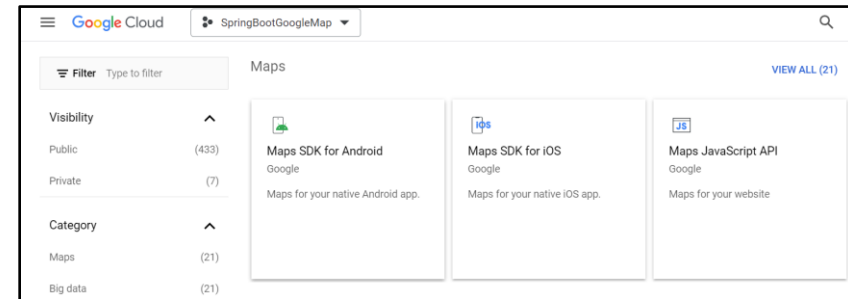 Google Cloud
SpringBootGoogleMap
Filter Type to filter
Visibility
Public (433)
Private (7)
Category
Maps (21)
Big data (21)
Maps
VIEW ALL (21)
Maps SDK for Android
Google
Maps for your native Android app.
iOS
Maps SDK for iOS
Google
Maps for your native iOS app.
JS
Maps JavaScript API
Google
Maps for your website